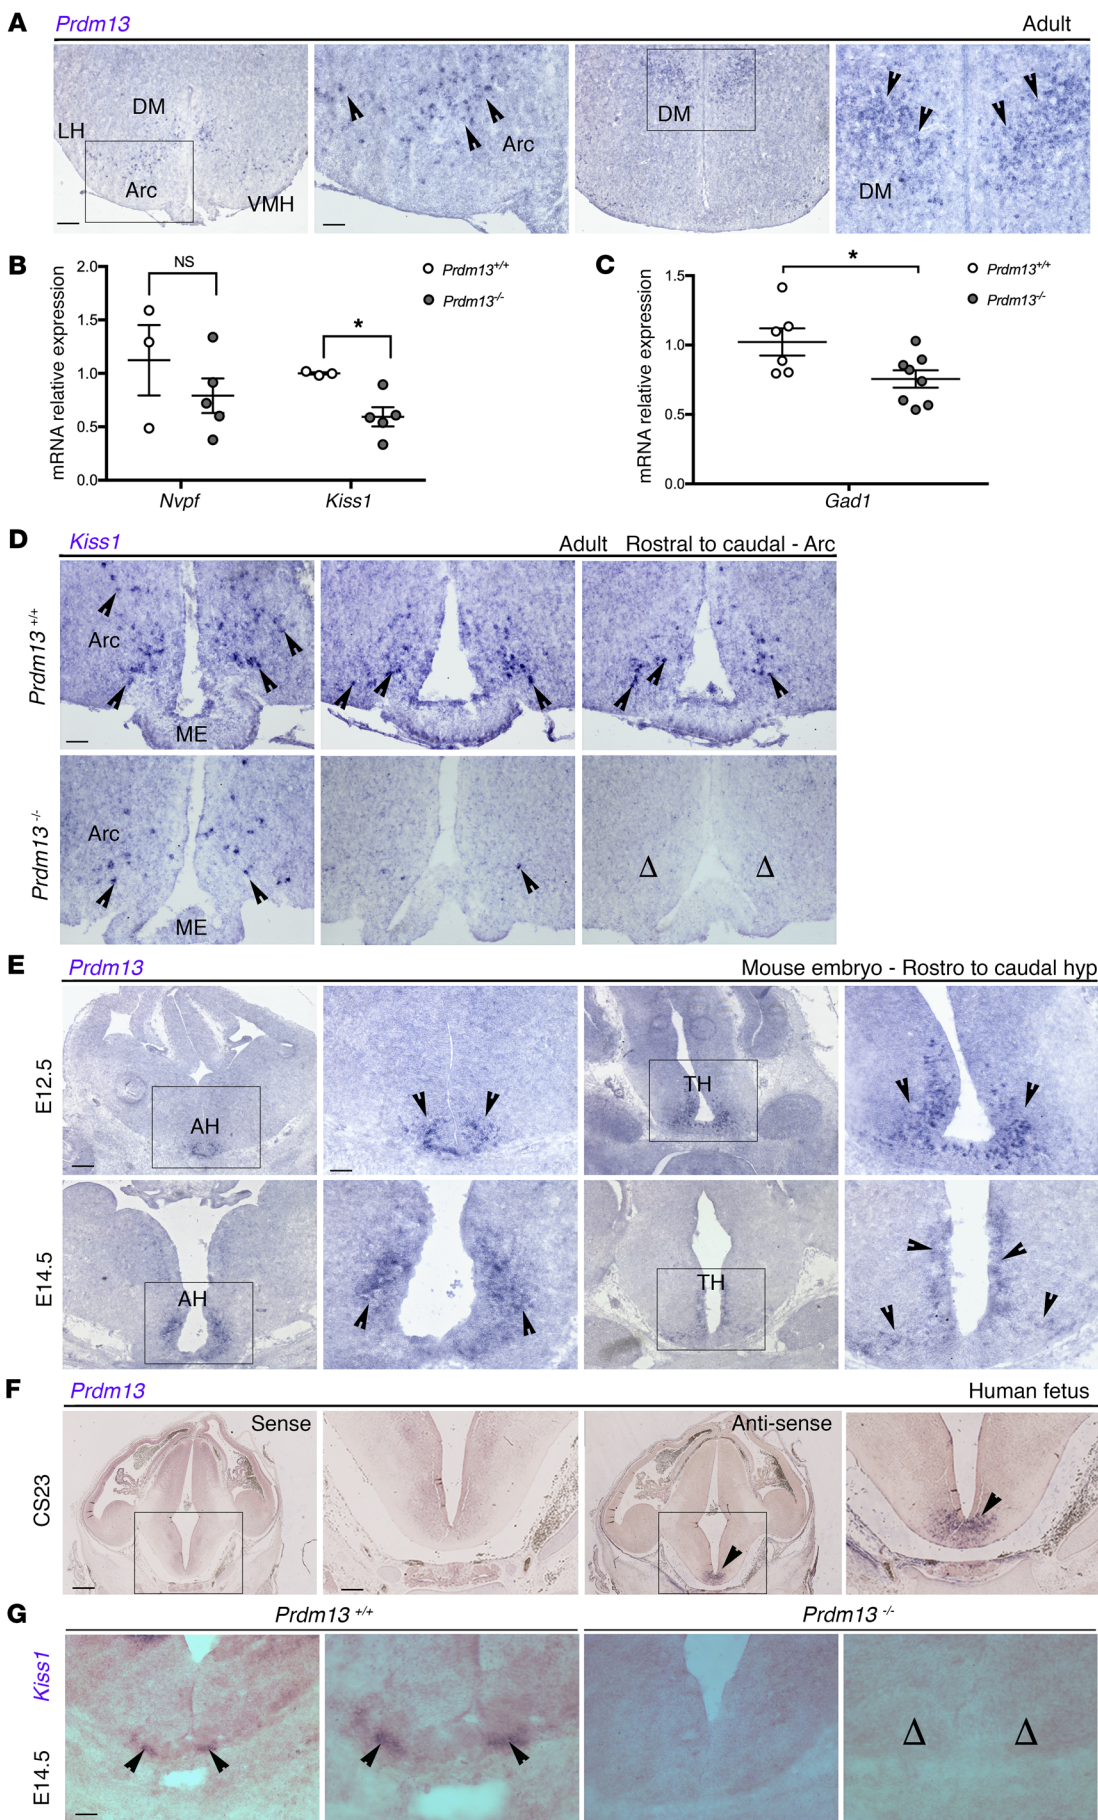 A
Prdm13
Adult
DM
LH
Arc
VMH
Arc
DM
DM
B
mRNA relative expression
2.0
1.5
1.0
0.5
0.0
NS
*
Prdm13+/+
Prdm13-/-
Nvpf
Kiss1
C
mRNA relative expression
1.5
1.0
0.5
0.0
*
Prdm13+/+
Prdm13-/-
Gad1
D
Kiss1
Adult Rostral to caudal - Arc
Prdm13 +/+
Arc
ME
Prdm13 -/-
Arc
ME
Δ Δ
E
Prdm13
Mouse embryo - Rostro to caudal hyp
E12.5
AH
TH
E14.5
AH
TH
F
Prdm13
Human fetus
CS23
Sense
Anti-sense
G
Prdm13 +/+
Prdm13 -/-
Kiss1
E14.5
Δ Δ